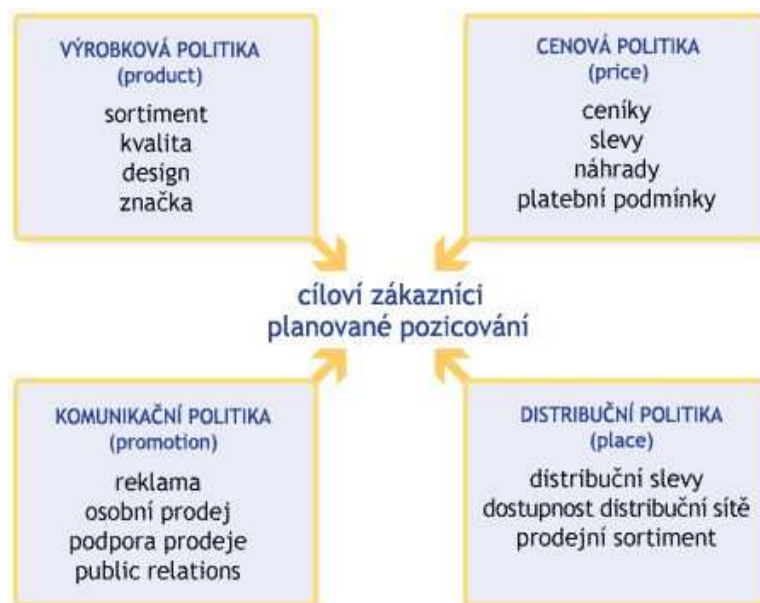 VÝROBKOVÁ POLITIKA
(product)
sortiment
kvalita
design
značka
CENOVÁ POLITIKA
(price)
ceníky
slevy
náhrady
platební podmínky
cíloví zákazníci
planované pozicování
KOMUNIKAČNÍ POLITIKA
(promotion)
reklama
osobní prodej
podpora prodeje
public relations
DISTRIBUČNÍ POLITIKA
(place)
distribuční slevy
dostupnost distribuční sítě
prodejní sortiment